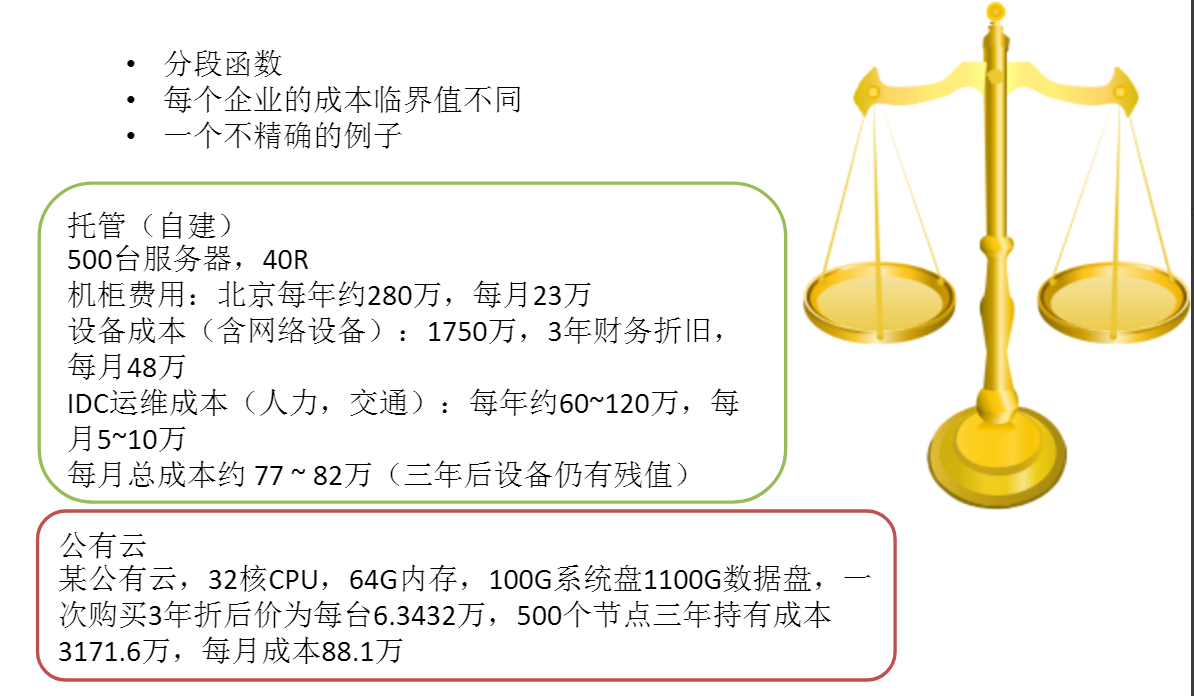 • 分段函数
• 每个企业的成本临界值不同
• 一个不精确的例子
托管（自建）
500台服务器，40R
机柜费用：北京每年约280万，每月23万
设备成本（含网络设备）：1750万，3年财务折旧，
每月48万
IDC运维成本（人力，交通）：每年约60~120万，每
月5~10万
每月总成本约 77 ~ 82万（三年后设备仍有残值）
公有云
某公有云，32核CPU，64G内存，100G系统盘1100G数据盘，一
次购买3年折后价为每台6.3432万，500个节点三年持有成本
3171.6万，每月成本88.1万